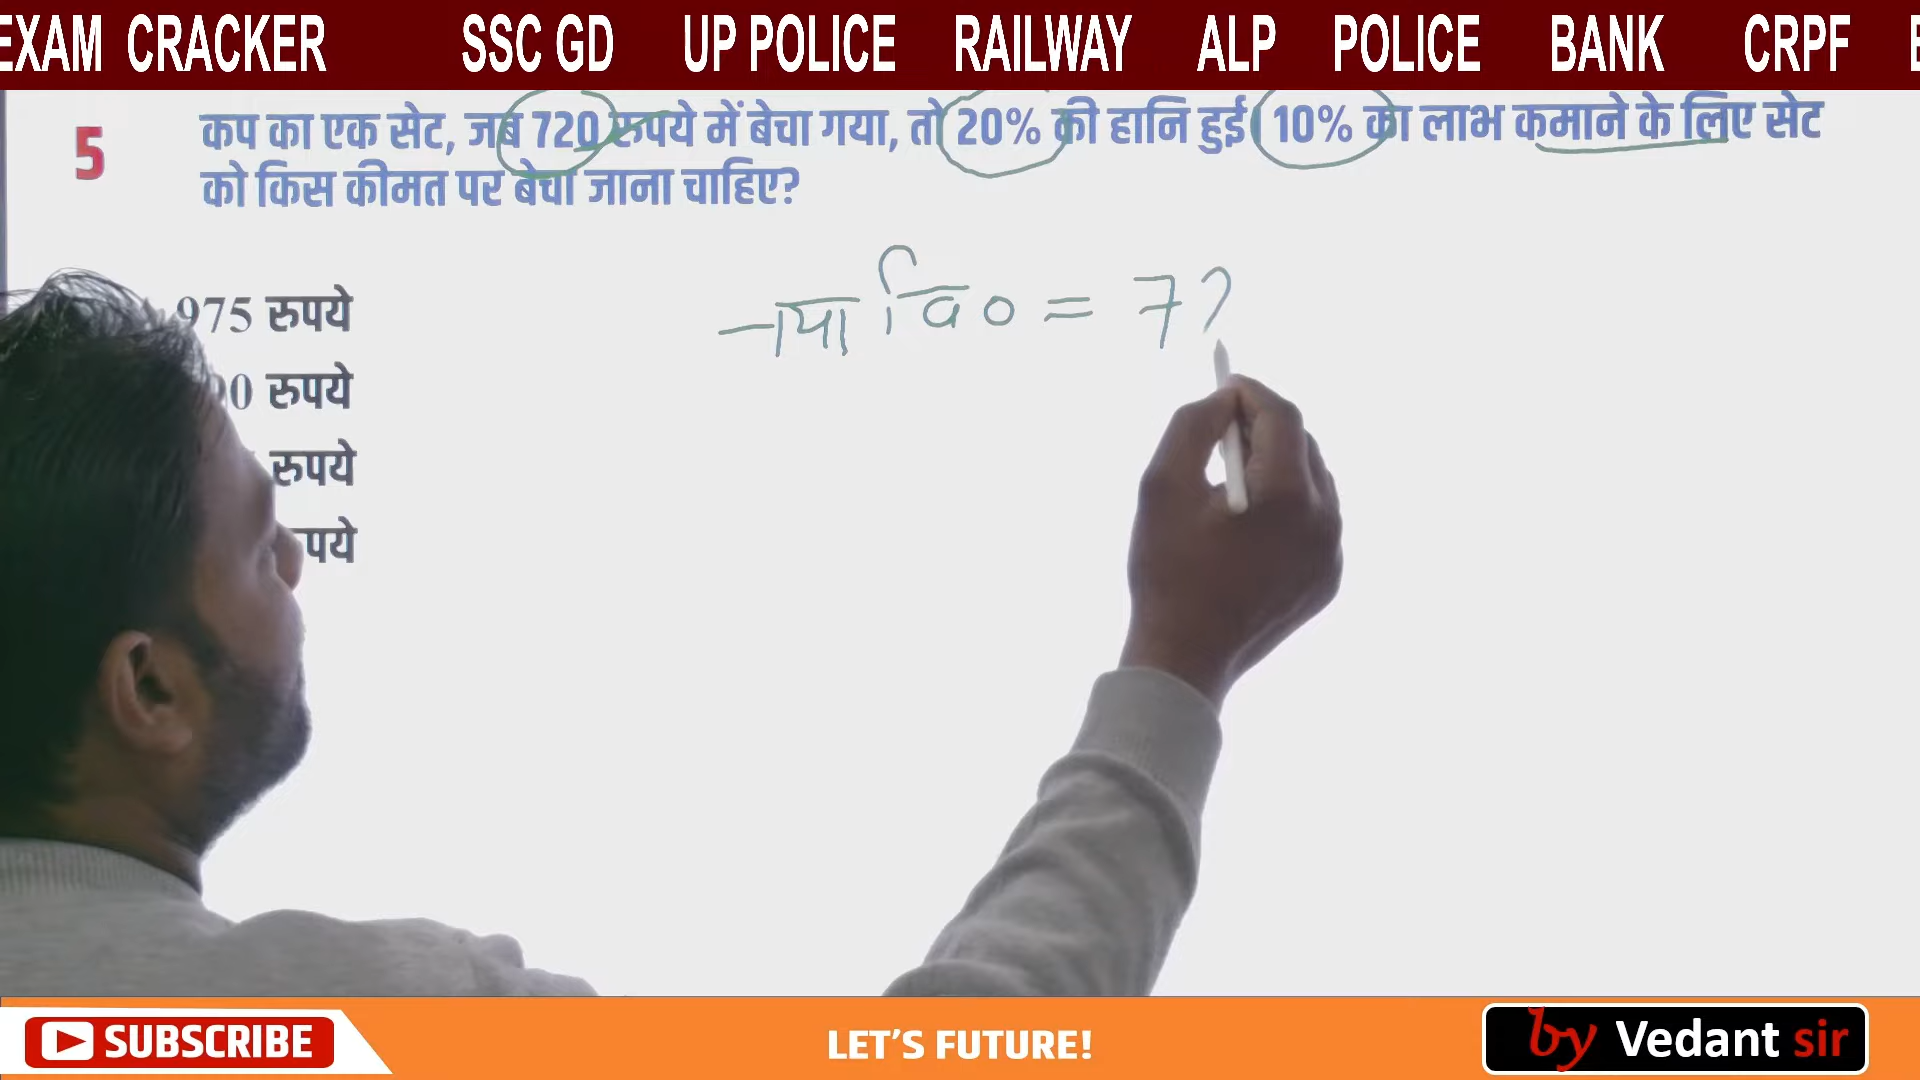 EXAM CRACKER SSC GD UP POLICE RAILWAY ALP POLICE BANK CRPF
5
कप का एक सेट, जब 720 रुपये में बेचा गया, तो 20% की हानि हुई। 10% का लाभ कमाने के लिए सेट
को किस कीमत पर बेचा जाना चाहिए?
975 रुपये
रुपये
रुपये
नया वि० = 7
SUBSCRIBE
LET'S FUTURE!
by Vedant sir